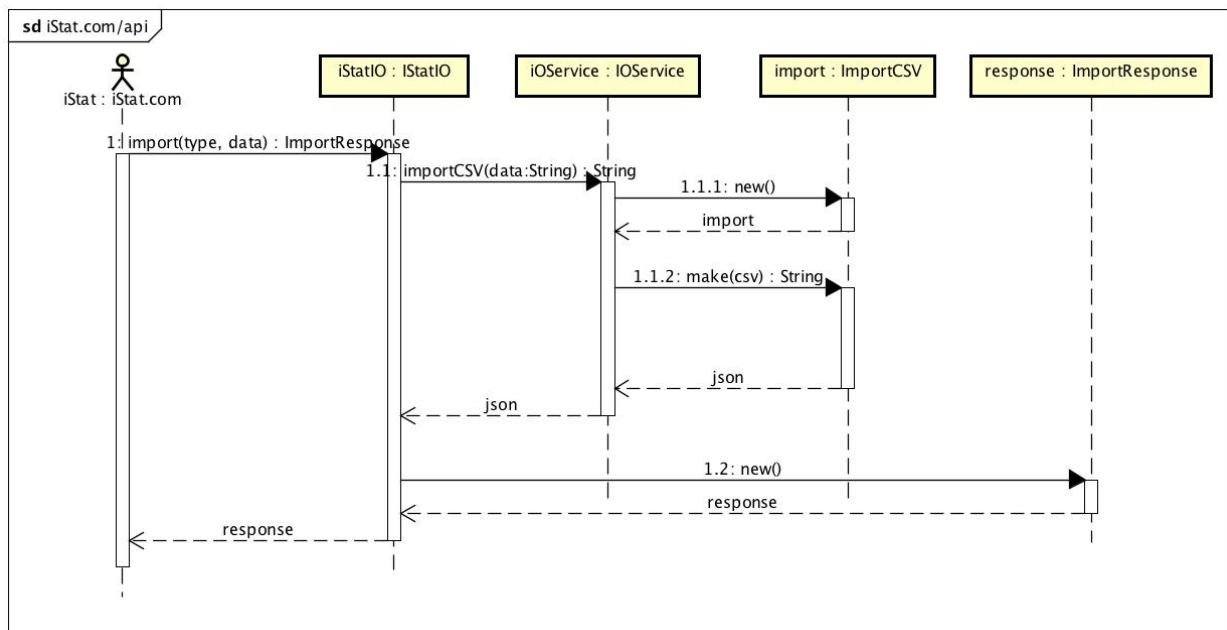 sd iStat.com/api
iStat : iStat.com
iStatIO : IStatIO
iOService : IOService
import : ImportCSV
response : ImportResponse
1: import(type, data) : ImportResponse
1.1: importCSV(data:String) : String
1.1.1: new()
import
1.1.2: make(csv) : String
json
json
1.2: new()
response
response